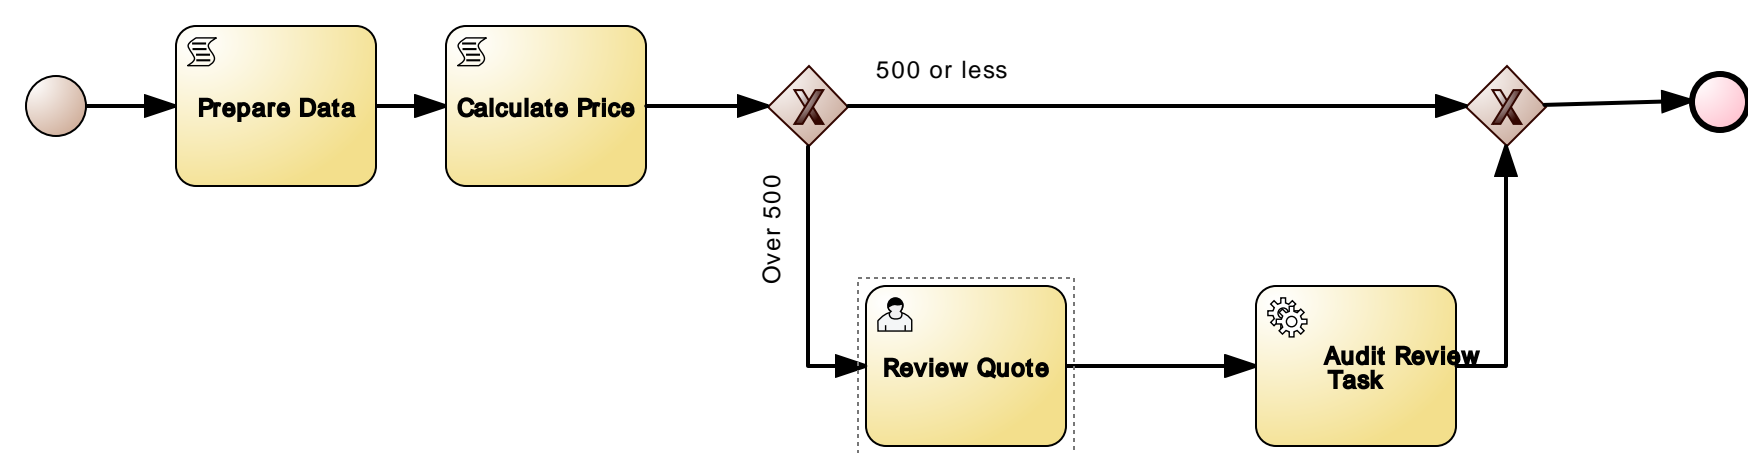 Prepare Data
Calculate Price
500 or less
Over 500
Review Quote
Audit Review
Task